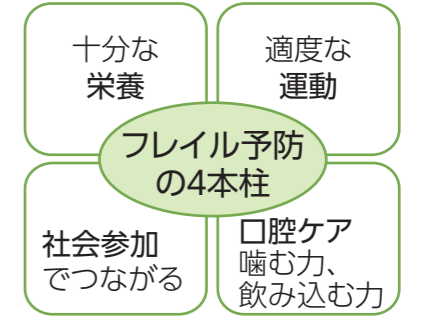 十分な
栄養
適度な
運動
フレイル予防
の4本柱
社会参加
でつながる
口腔ケア
噛む力、
飲み込む力